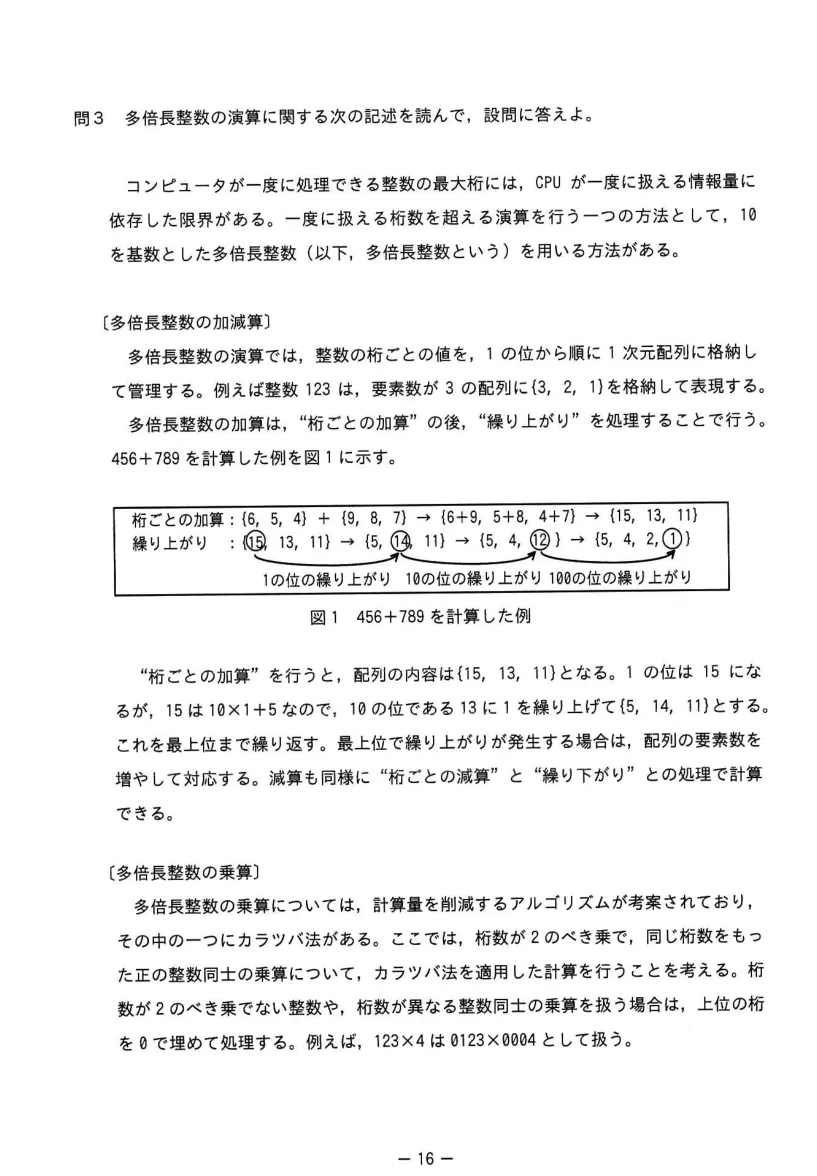 問3　多倍長整数の演算に関する次の記述を読んで，設問に答えよ。
コンピュータが一度に処理できる整数の最大桁には，CPU が一度に扱える情報量に
依存した限界がある。一度に扱える桁数を超える演算を行う一つの方法として，10
を基数とした多倍長整数（以下，多倍長整数という）を用いる方法がある。
〔多倍長整数の加減算〕
多倍長整数の演算では，整数の桁ごとの値を，1 の位から順に 1 次元配列に格納し
て管理する。例えば整数 123 は，要素数が 3 の配列に{3, 2, 1}を格納して表現する。
多倍長整数の加算は，“桁ごとの加算” の後，“繰り上がり” を処理することで行う。
456＋789 を計算した例を図 1 に示す。
桁ごとの加算：{6, 5, 4} ＋ {9, 8, 7} → {6+9, 5+8, 4+7} → {15, 13, 11}
繰り上がり　：{⑮, 13, 11} → {5, ⑭, 11} → {5, 4, ⑫} → {5, 4, 2, ①}
1の位の繰り上がり　10の位の繰り上がり　100の位の繰り上がり
図 1　456＋789 を計算した例
“桁ごとの加算” を行うと，配列の内容は{15, 13, 11}となる。1 の位は 15 にな
るが，15 は 10×1＋5 なので，10 の位である 13 に 1 を繰り上げて{5, 14, 11}とする。
これを最上位まで繰り返す。最上位で繰り上がりが発生する場合は，配列の要素数を
増やして対応する。減算も同様に “桁ごとの減算” と “繰り下がり” との処理で計算
できる。
〔多倍長整数の乗算〕
多倍長整数の乗算については，計算量を削減するアルゴリズムが考案されており，
その中の一つにカラツバ法がある。ここでは，桁数が 2 のべき乗で，同じ桁数をもっ
た正の整数同士の乗算について，カラツバ法を適用した計算を行うことを考える。桁
数が 2 のべき乗でない整数や，桁数が異なる整数同士の乗算を扱う場合は，上位の桁
を 0 で埋めて処理する。例えば，123×4 は 0123×0004 として扱う。
－ 16 －